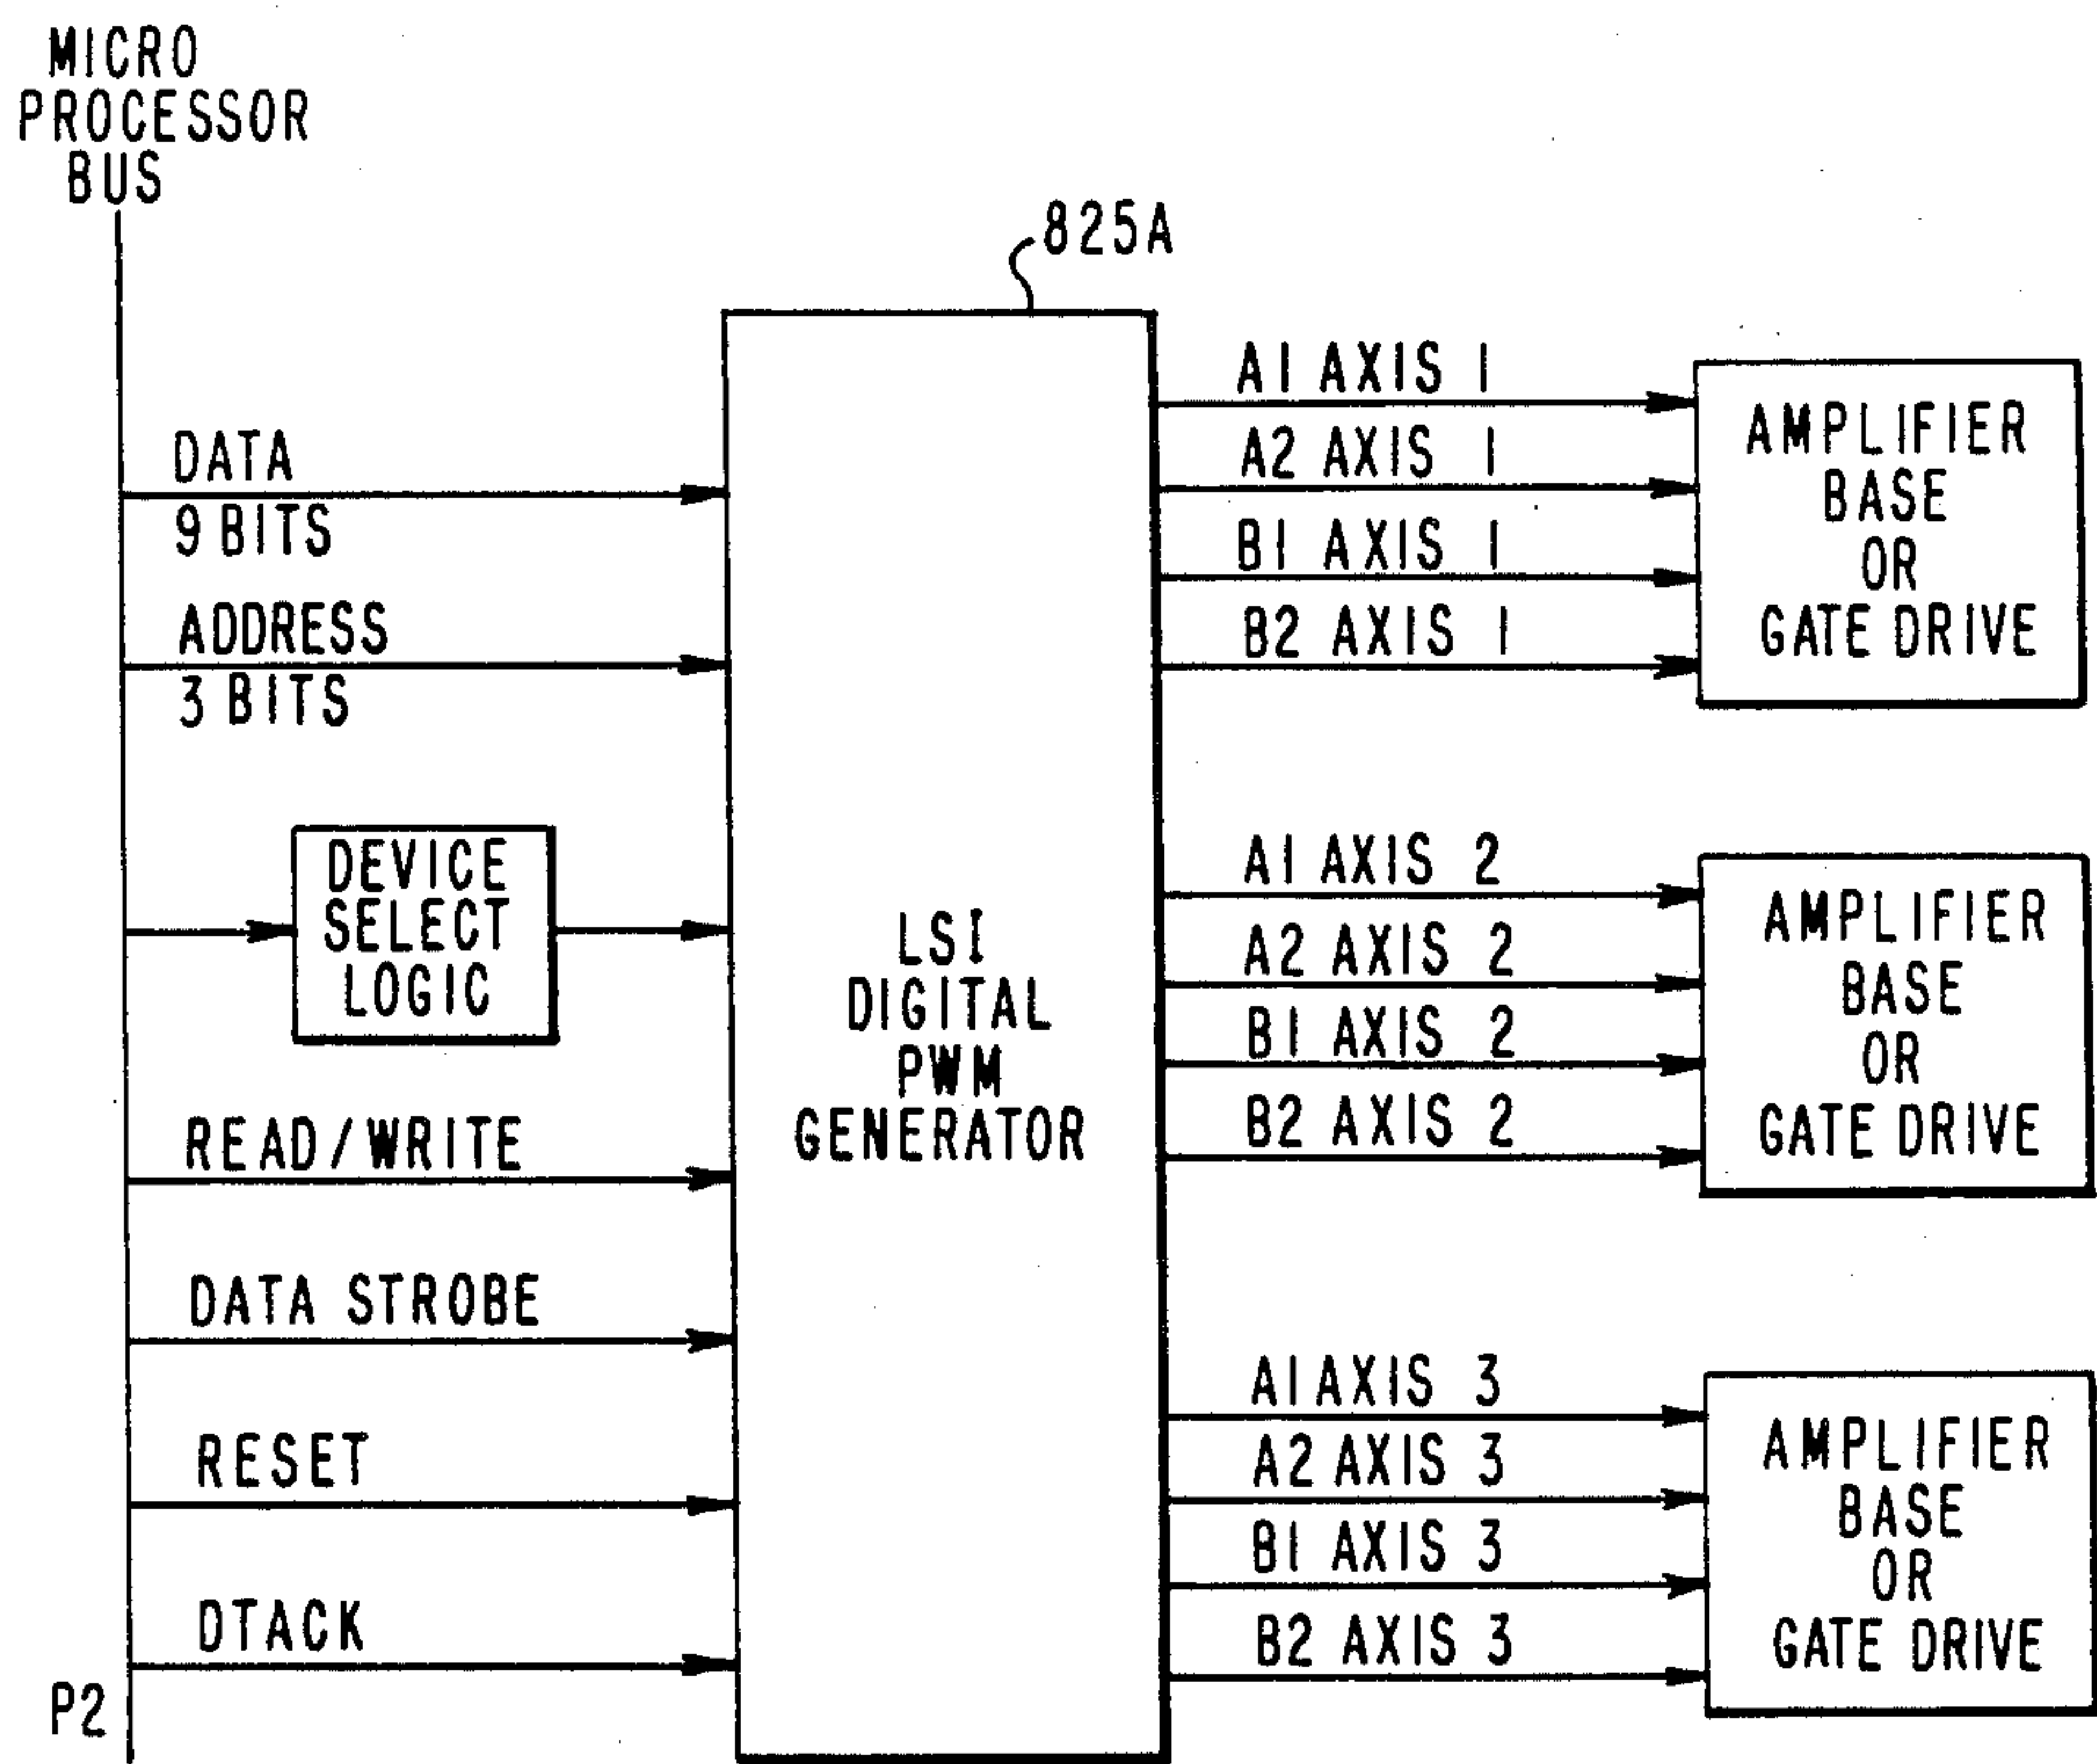 MICRO
PROCESSOR
BUS
825A
DATA
9 BITS
ADDRESS
3 BITS
DEVICE
SELECT
LOGIC
READ/WRITE
DATA STROBE
RESET
DTACK
P2
LSI
DIGITAL
PWM
GENERATOR
A1 AXIS 1
A2 AXIS 1
B1 AXIS 1
B2 AXIS 1
AMPLIFIER
BASE
OR
GATE DRIVE
A1 AXIS 2
A2 AXIS 2
B1 AXIS 2
B2 AXIS 2
AMPLIFIER
BASE
OR
GATE DRIVE
A1 AXIS 3
A2 AXIS 3
B1 AXIS 3
B2 AXIS 3
AMPLIFIER
BASE
OR
GATE DRIVE